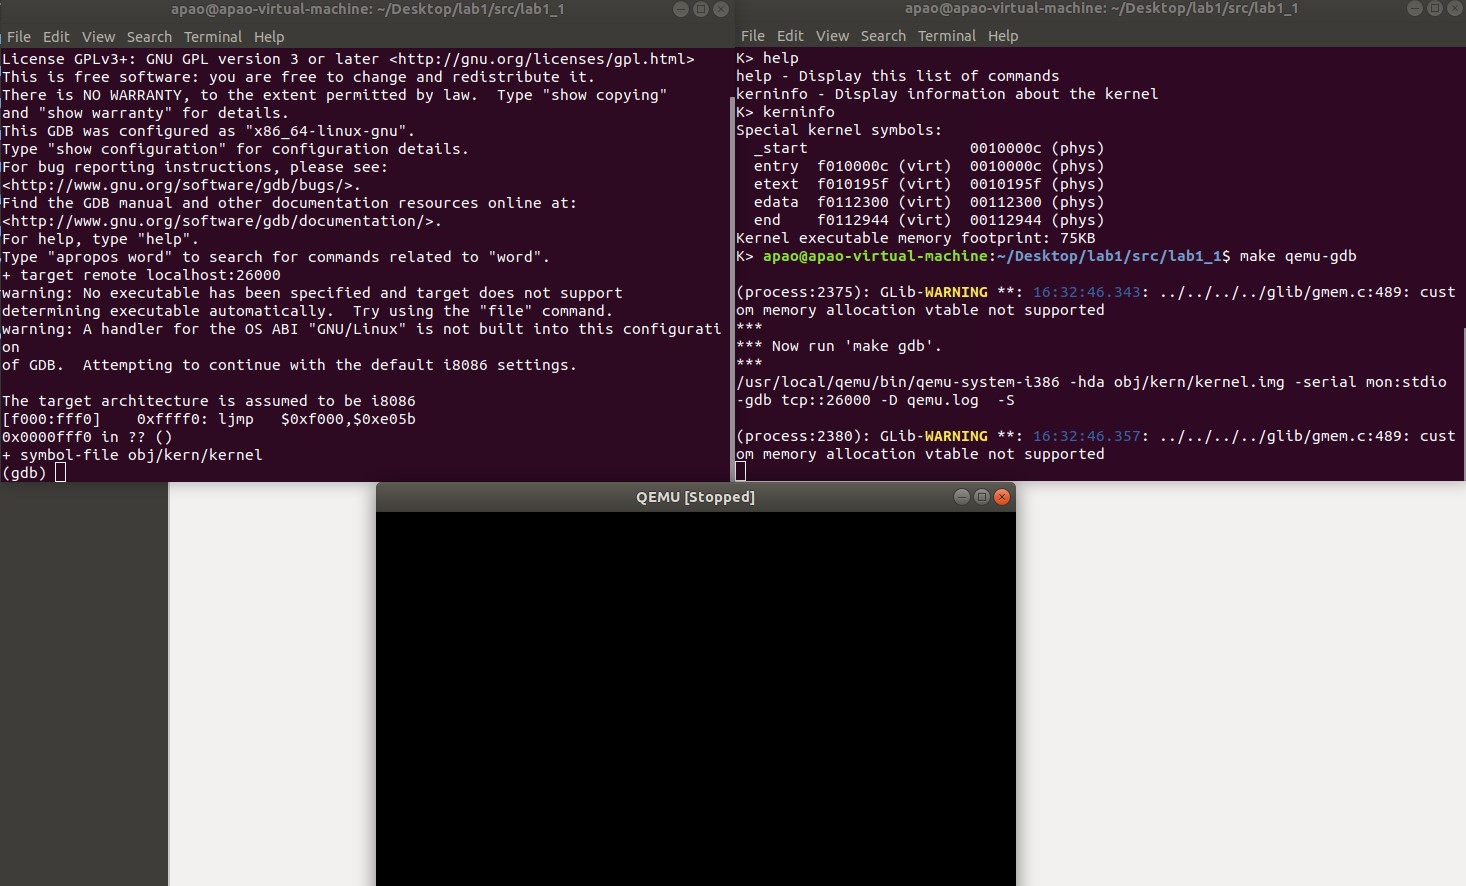 apao@apao-virtual-machine: ~/Desktop/lab1/src/lab1_1
File Edit View Search Terminal Help
License GPLv3+: GNU GPL version 3 or later <http://gnu.org/licenses/gpl.html>
This is free software: you are free to change and redistribute it.
There is NO WARRANTY, to the extent permitted by law.  Type "show copying"
and "show warranty" for details.
This GDB was configured as "x86_64-linux-gnu".
Type "show configuration" for configuration details.
For bug reporting instructions, please see:
<http://www.gnu.org/software/gdb/bugs/>.
Find the GDB manual and other documentation resources online at:
<http://www.gnu.org/software/gdb/documentation/>.
For help, type "help".
Type "apropos word" to search for commands related to "word".
+ target remote localhost:26000
warning: No executable has been specified and target does not support
determining executable automatically.  Try using the "file" command.
warning: A handler for the OS ABI "GNU/Linux" is not built into this configurati
on
of GDB.  Attempting to continue with the default i8086 settings.
The target architecture is assumed to be i8086
[f000:fff0]    0xffff0: ljmp   $0xf000,$0xe05b
0x0000fff0 in ?? ()
+ symbol-file obj/kern/kernel
(gdb)
apao@apao-virtual-machine: ~/Desktop/lab1/src/lab1_1
File Edit View Search Terminal Help
K> help
help - Display this list of commands
kerninfo - Display information about the kernel
K> kerninfo
Special kernel symbols:
  _start                  0010000c (phys)
  entry  f010000c (virt)  0010000c (phys)
  etext  f010195f (virt)  0010195f (phys)
  edata  f0112300 (virt)  00112300 (phys)
  end    f0112944 (virt)  00112944 (phys)
Kernel executable memory footprint: 75KB
K> apao@apao-virtual-machine:~/Desktop/lab1/src/lab1_1$ make qemu-gdb
(process:2375): GLib-WARNING **: 16:32:46.343: ../../../../glib/gmem.c:489: cust
om memory allocation vtable not supported
***
*** Now run 'make gdb'.
***
/usr/local/qemu/bin/qemu-system-i386 -hda obj/kern/kernel.img -serial mon:stdio
-gdb tcp::26000 -D qemu.log  -S
(process:2380): GLib-WARNING **: 16:32:46.357: ../../../../glib/gmem.c:489: cust
om memory allocation vtable not supported
QEMU [Stopped]